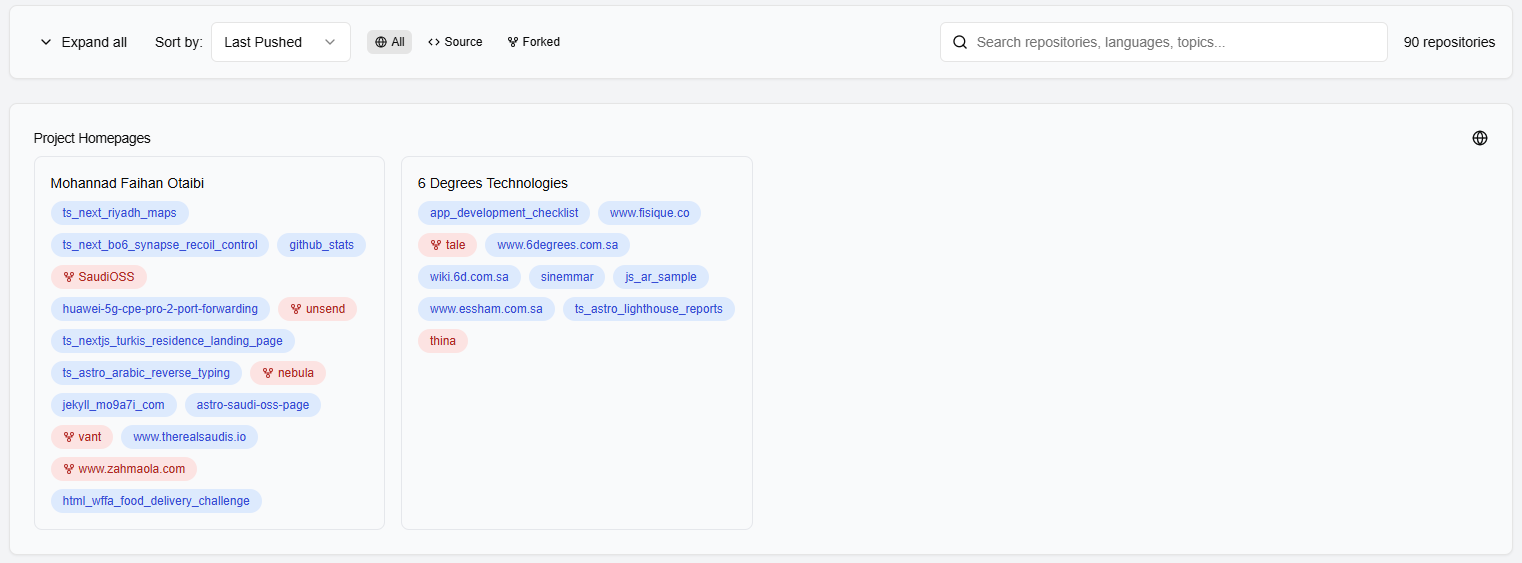 Expand all Sort by: Last Pushed All Source Forked Search repositories, languages, topics... 90 repositories
Project Homepages
Mohannad Faihan Otaibi
ts_next_riyadh_maps
ts_next_bo6_synapse_recoil_control github_stats
SaudiOSS
huawei-5g-cpe-pro-2-port-forwarding unsend
ts_nextjs_turkis_residence_landing_page
ts_astro_arabic_reverse_typing nebula
jekyll_mo9a7i_com astro-saudi-oss-page
vant www.therealsaudis.io
www.zahmaola.com
html_wffa_food_delivery_challenge
6 Degrees Technologies
app_development_checklist www.fisique.co
tale www.6degrees.com.sa
wiki.6d.com.sa sinemmar js_ar_sample
www.essham.com.sa ts_astro_lighthouse_reports
thina